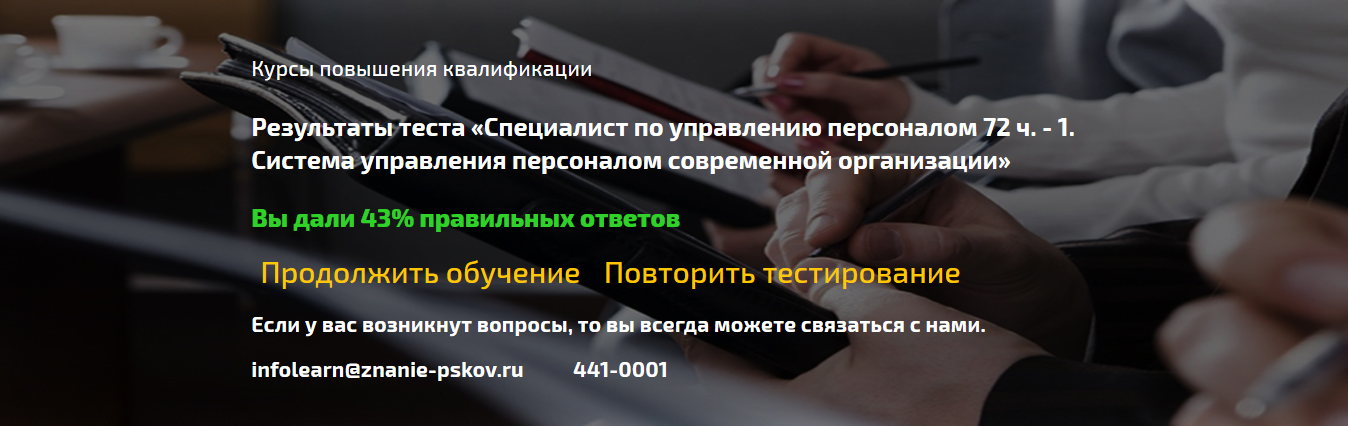 Курсы повышения квалификации
Результаты теста «Специалист по управлению персоналом 72 ч. - 1.
Система управления персоналом современной организации»
Вы дали 43% правильных ответов
Продолжить обучение Повторить тестирование
Если у вас возникнут вопросы, то вы всегда можете связаться с нами.
infolearn@znanie-pskov.ru 441-0001